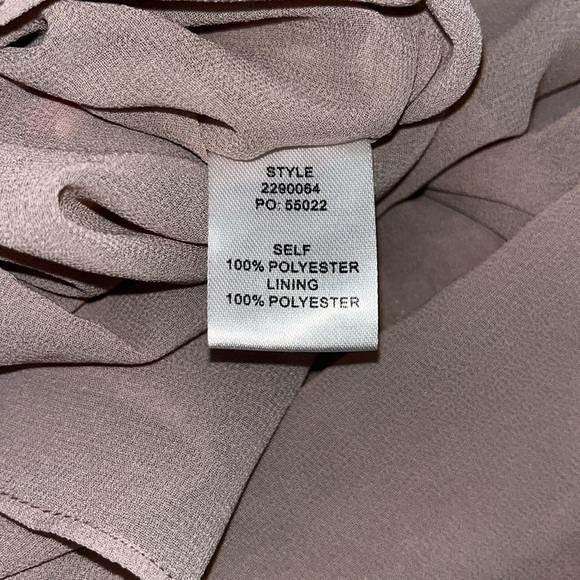 STYLE
2290064
PO: 55022
SELF
100% POLYESTER
LINING
100% POLYESTER